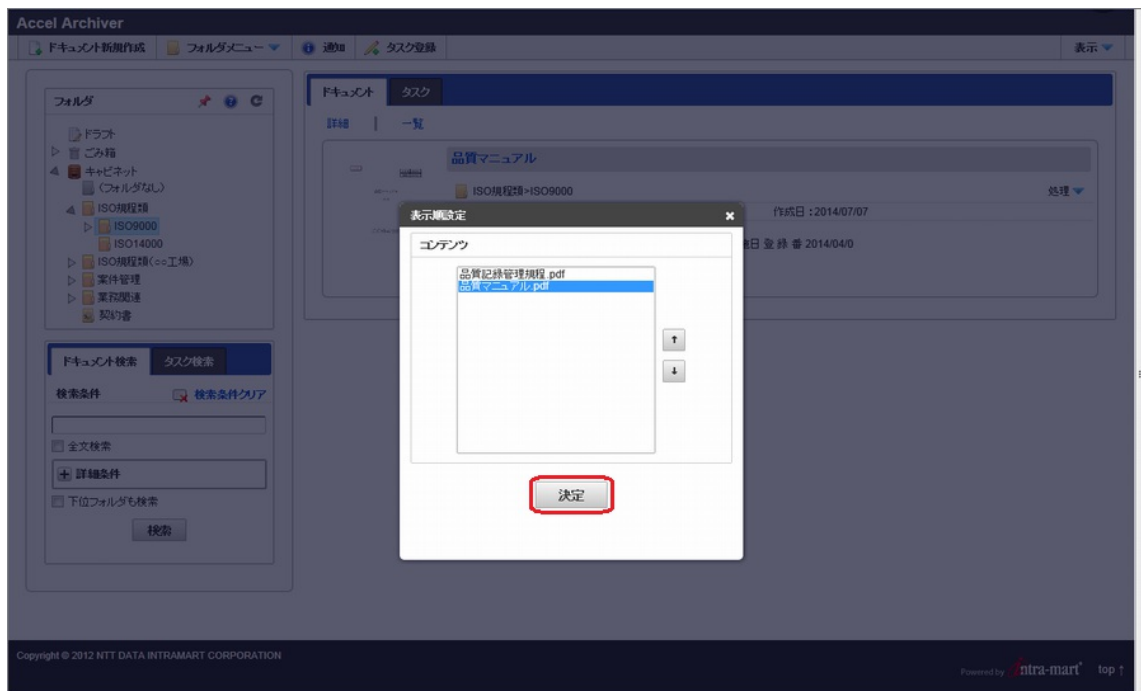 Accel Archiver
ドキュメント新規作成 フォルダメニュー 通知 タスク登録 表示
フォルダ
ドラフト
ごみ箱
キャビネット
(フォルダなし)
ISO規程類
ISO9000
ISO14000
ISO規程類(○○工場)
案件管理
業務関連
契約書
ドキュメント検索 タスク検索
検索条件 検索条件クリア
全文検索
詳細条件
下位フォルダも検索
検索
ドキュメント タスク
詳細 | 一覧
品質マニュアル
ISO規程類>ISO9000 処理
作成日:2014/07/07
日 登 録 番 2014/04/0
表示順設定
コンテンツ
品質記録管理規程.pdf
品質マニュアル.pdf
↑
↓
決定
Copyright © 2012 NTT DATA INTRAMART CORPORATION
Powered by intra-mart top ↑